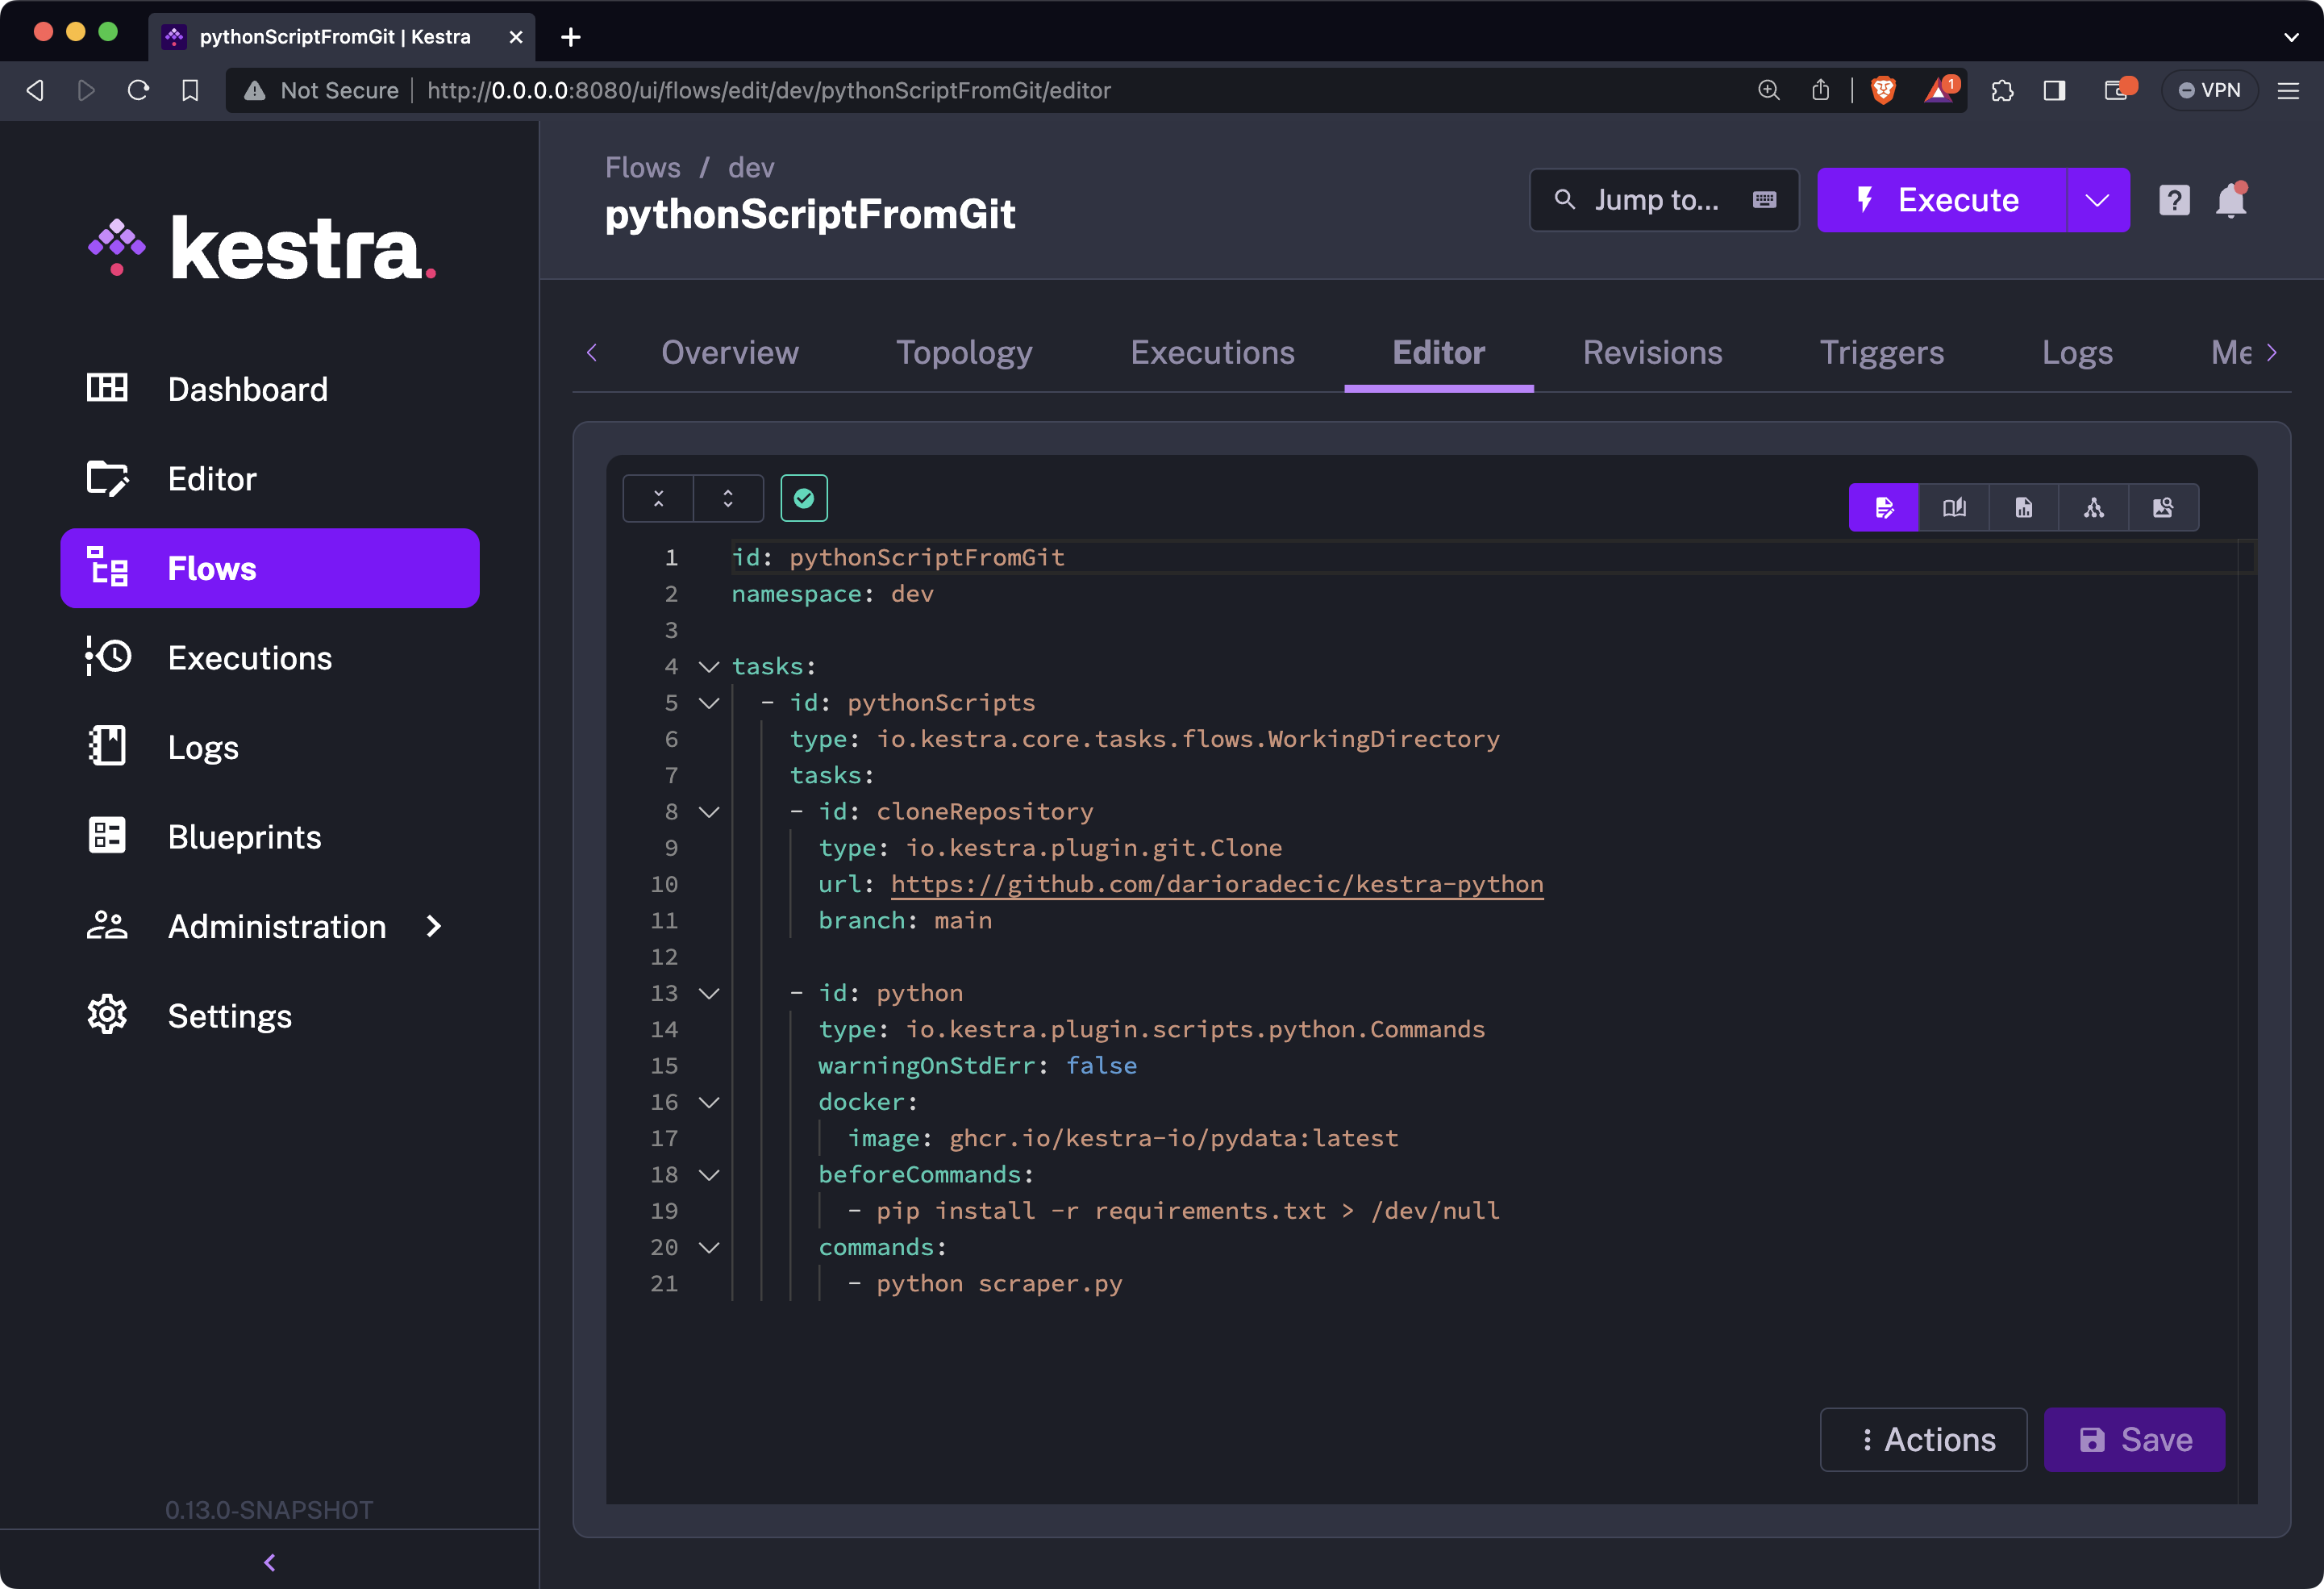 pythonScriptFromGit | Kestra
Not Secure
http://0.0.0.0:8080/ui/flows/edit/dev/pythonScriptFromGit/editor
1
VPN
kestra.
Dashboard
Editor
Flows
Executions
Logs
Blueprints
Administration
Settings
0.13.0-SNAPSHOT
Flows / dev
pythonScriptFromGit
Jump to...
Execute
?
Overview
Topology
Executions
Editor
Revisions
Triggers
Logs
Me
1 id: pythonScriptFromGit
2 namespace: dev
3
4 tasks:
5 - id: pythonScripts
6 type: io.kestra.core.tasks.flows.WorkingDirectory
7 tasks:
8 - id: cloneRepository
9 type: io.kestra.plugin.git.Clone
10 url: https://github.com/darioradecic/kestra-python
11 branch: main
12
13 - id: python
14 type: io.kestra.plugin.scripts.python.Commands
15 warningOnStdErr: false
16 docker:
17 image: ghcr.io/kestra-io/pydata:latest
18 beforeCommands:
19 - pip install -r requirements.txt > /dev/null
20 commands:
21 - python scraper.py
Actions
Save